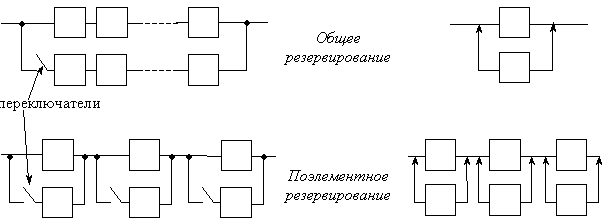 Общее
резервирование
переключатели
Поэлементное
резервирование